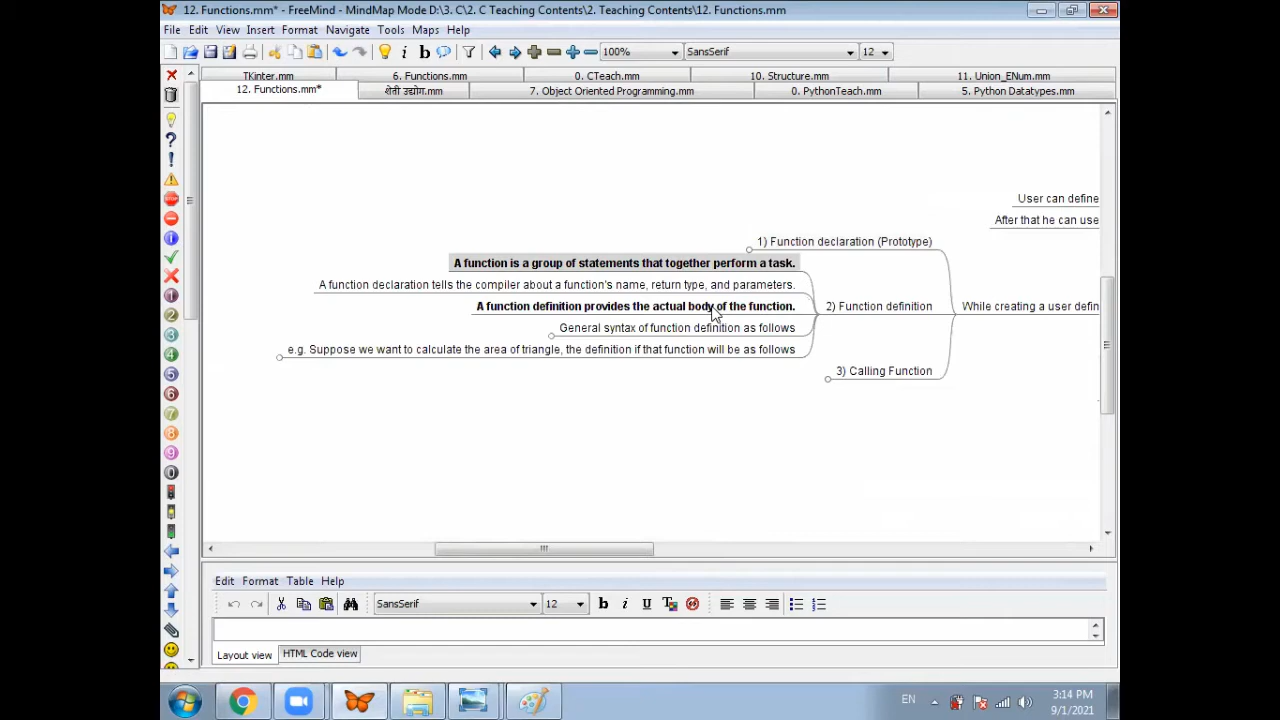 12. Functions.mm* - FreeMind - MindMap Mode D:\3. C\2. C Teaching Contents\2. Teaching Contents\12. Functions.mm
File Edit View Insert Format Navigate Tools Maps Help
100% SansSerif 12
TKinter.mm 6. Functions.mm 0. CTeach.mm 10. Structure.mm 11. Union_ENum.mm
12. Functions.mm* शेती उद्योग.mm 7. Object Oriented Programming.mm 0. PythonTeach.mm 5. Python Datatypes.mm
User can define
After that he can use
1) Function declaration (Prototype)
A function is a group of statements that together perform a task.
A function declaration tells the compiler about a function's name, return type, and parameters.
A function definition provides the actual body of the function. 2) Function definition While creating a user defin
General syntax of function definition as follows
e.g. Suppose we want to calculate the area of triangle, the definition if that function will be as follows
3) Calling Function
Edit Format Table Help
SansSerif 12
Layout view HTML Code view
EN 3:14 PM
9/1/2021